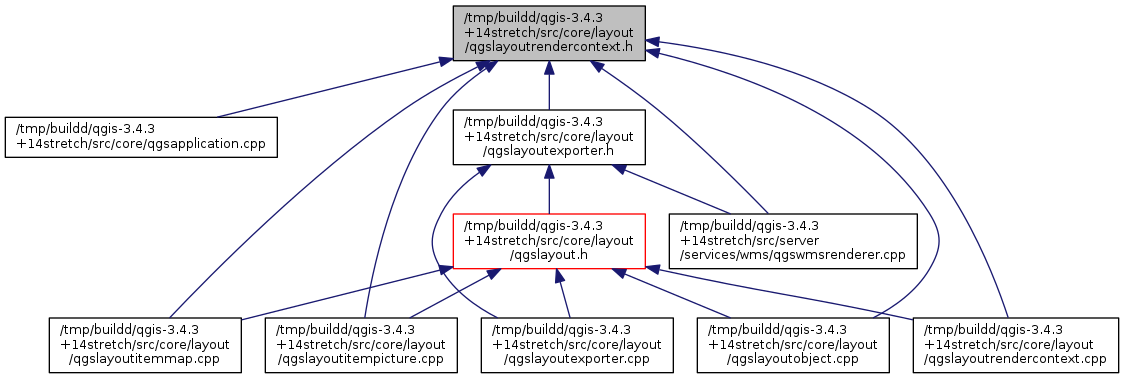 /tmp/buildd/qgis-3.4.3
+14stretch/src/core/layout
/qgslayoutrendercontext.h
/tmp/buildd/qgis-3.4.3
+14stretch/src/core/qgsapplication.cpp
/tmp/buildd/qgis-3.4.3
+14stretch/src/core/layout
/qgslayoutexporter.h
/tmp/buildd/qgis-3.4.3
+14stretch/src/core/layout
/qgslayout.h
/tmp/buildd/qgis-3.4.3
+14stretch/src/server
/services/wms/qgswmsrenderer.cpp
/tmp/buildd/qgis-3.4.3
+14stretch/src/core/layout
/qgslayoutitemmap.cpp
/tmp/buildd/qgis-3.4.3
+14stretch/src/core/layout
/qgslayoutitempicture.cpp
/tmp/buildd/qgis-3.4.3
+14stretch/src/core/layout
/qgslayoutexporter.cpp
/tmp/buildd/qgis-3.4.3
+14stretch/src/core/layout
/qgslayoutobject.cpp
/tmp/buildd/qgis-3.4.3
+14stretch/src/core/layout
/qgslayoutrendercontext.cpp